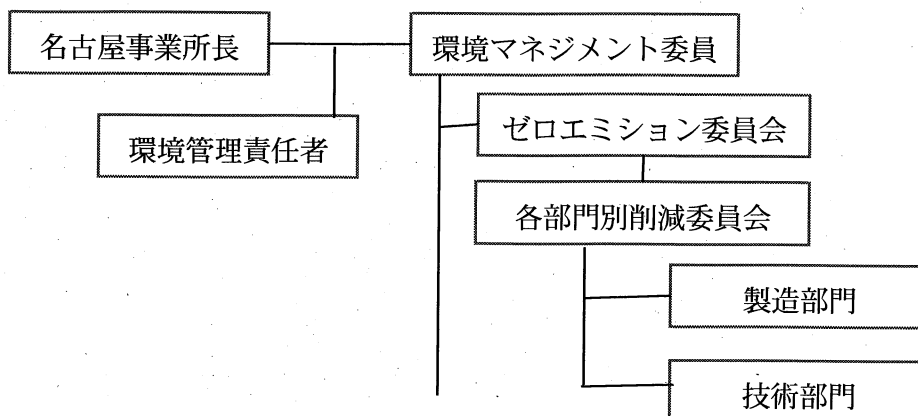 名古屋事業所長
環境マネジメント委員
環境管理責任者
ゼロエミション委員会
各部門別削減委員会
製造部門
技術部門